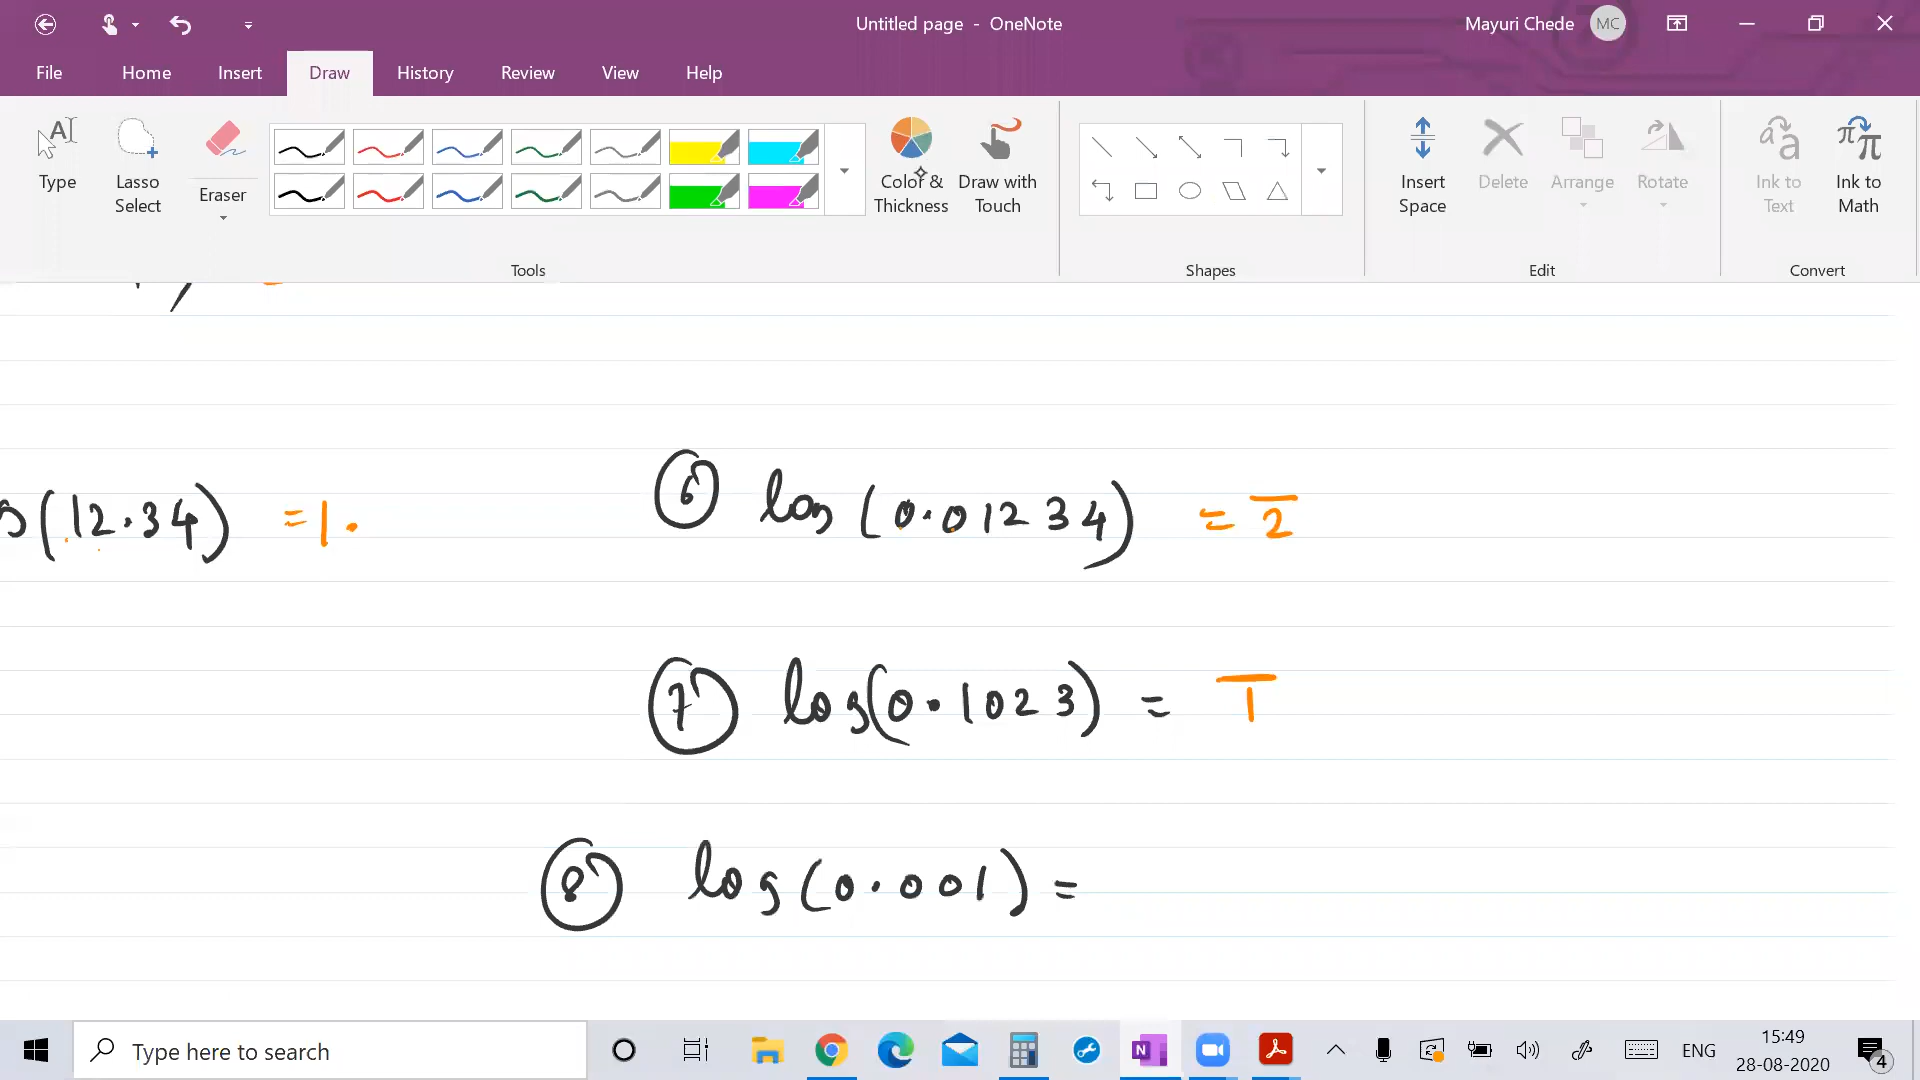 Untitled page - OneNote
Mayuri Chede MC
File Home Insert Draw History Review View Help
Type
Lasso Select
Eraser
Color & Thickness
Draw with Touch
Insert Space
Delete
Arrange
Rotate
Ink to Text
Ink to Math
Tools Shapes Edit Convert
(12.34) = 1.
⑥ log (0.01234) = 2̅
⑦ log(0.1023) = 1̅
⑧ log(0.001) =
Type here to search
ENG
15:49
28-08-2020
4